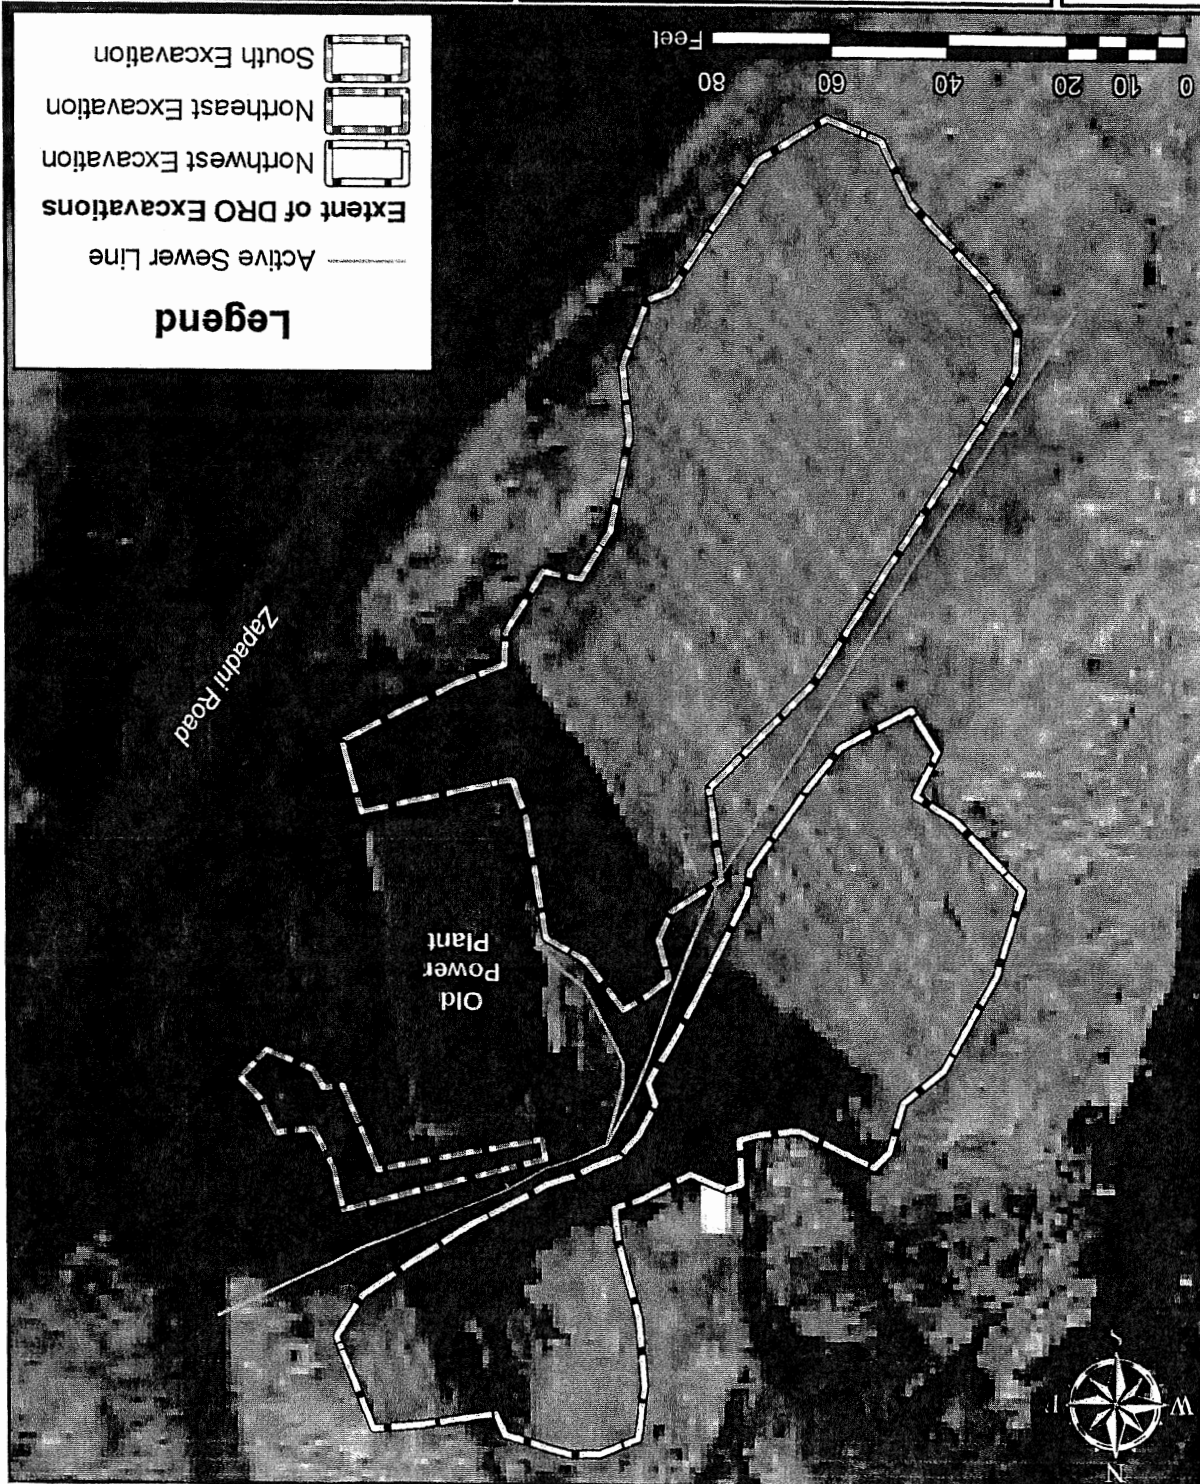 N
W E
S
Old
Power
Plant
Zapadni Road
Legend
Active Sewer Line
Extent of DRO Excavations
Northwest Excavation
Northeast Excavation
South Excavation
0 10 20 40 60 80
Feet